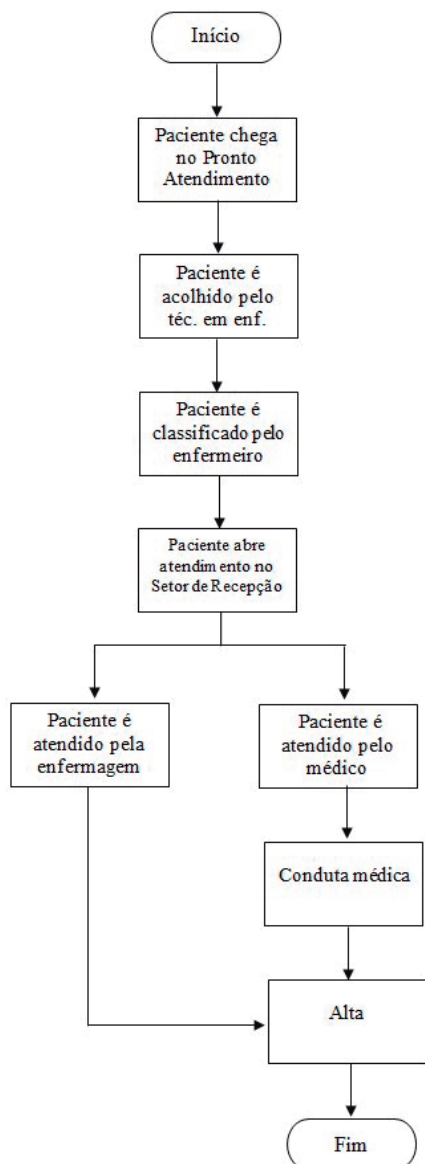 Início
Paciente chega
no Pronto
Atendimento
Paciente é
acolhido pelo
téc. em enf.
Paciente é
classificado pelo
enfermeiro
Paciente abre
atendimento no
Setor de Recepção
Paciente é
atendido pela
enfermagem
Paciente é
atendido pelo
médico
Conduta médica
Alta
Fim